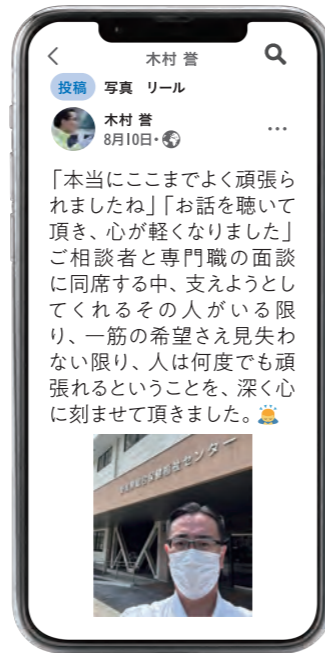 木村 誉
投稿 写真 リール
木村 誉
8月10日・
「本当にここまでよく頑張ら
れましたね」「お話を聴いて
頂き、心が軽くなりました」
ご相談者と専門職の面談
に同席する中、支えようとし
てくれるその人がいる限
り、一筋の希望さえ見失わ
ない限り、人は何度でも頑
張れるということを、深く心
に刻ませて頂きました。
センター